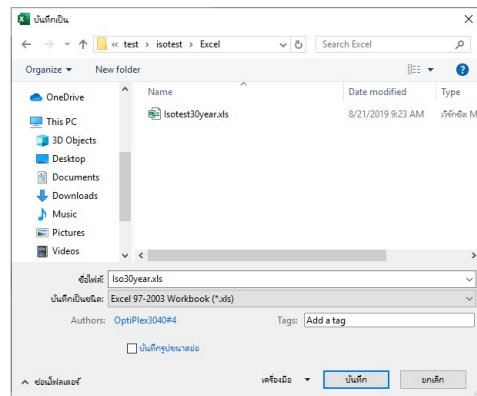 บันทึกเป็น
« test › isotest › Excel
Search Excel
Organize
New folder
Name
Date modified
Type
OneDrive
This PC
3D Objects
Desktop
Documents
Downloads
Music
Pictures
Videos
Isotest30year.xls
8/21/2019 9:23 AM
เวิร์กชีต M
ชื่อไฟล์: Iso30year.xls
บันทึกเป็นชนิด: Excel 97-2003 Workbook (*.xls)
Authors: OptiPlex3040#4
Tags: Add a tag
บันทึกรูปขนาดย่อ
ซ่อนโฟลเดอร์
เครื่องมือ
บันทึก
ยกเลิก